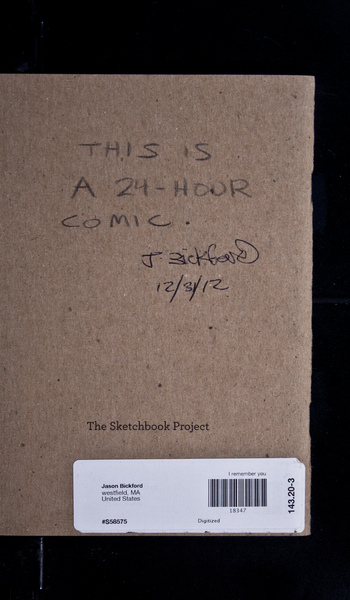 THIS IS
A 24-HOUR
COMIC.
J Bickford
12/3/12
The Sketchbook Project
I remember you
Jason Bickford
westfield, MA
United States
18347
#S58575
Digitized
143.20-3